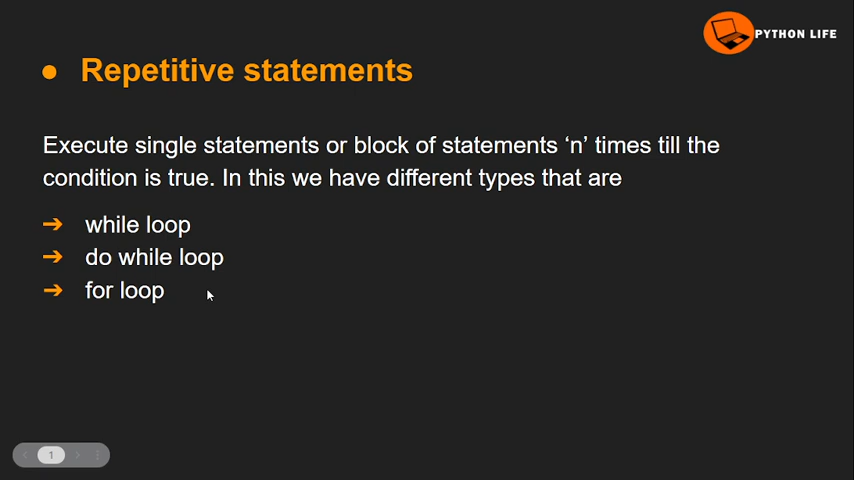 PYTHON LIFE
● Repetitive statements
Execute single statements or block of statements ‘n’ times till the
condition is true. In this we have different types that are
➔ while loop
➔ do while loop
➔ for loop
1